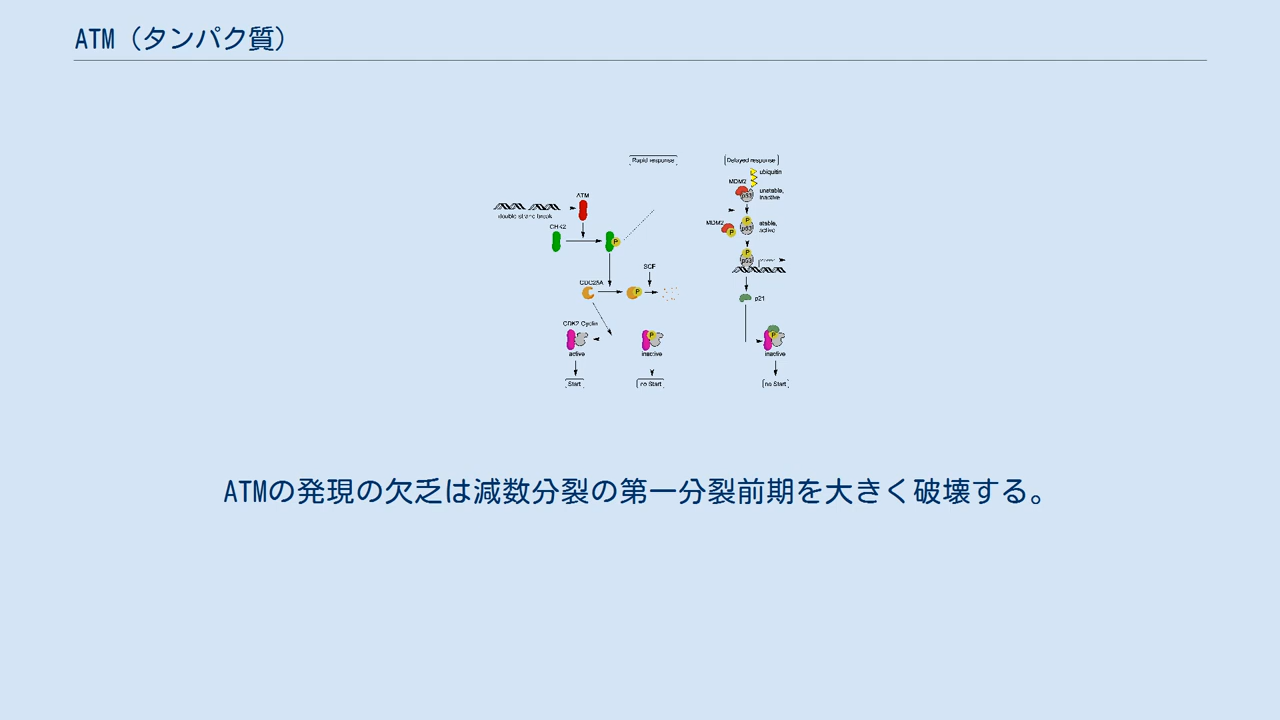 ATM（タンパク質）
Rapid response
Delayed response
ubiquitin
MDM2
unstable,
inactive
p53
ATM
double strand break
CHK2
P
MDM2
P
P
p53
stable,
active
P
p53
SCF
CDC25A
P
p21
CDK2 Cyclin
P
P
active
inactive
inactive
Start
no Start
no Start
ATMの発現の欠乏は減数分裂の第一分裂前期を大きく破壊する。